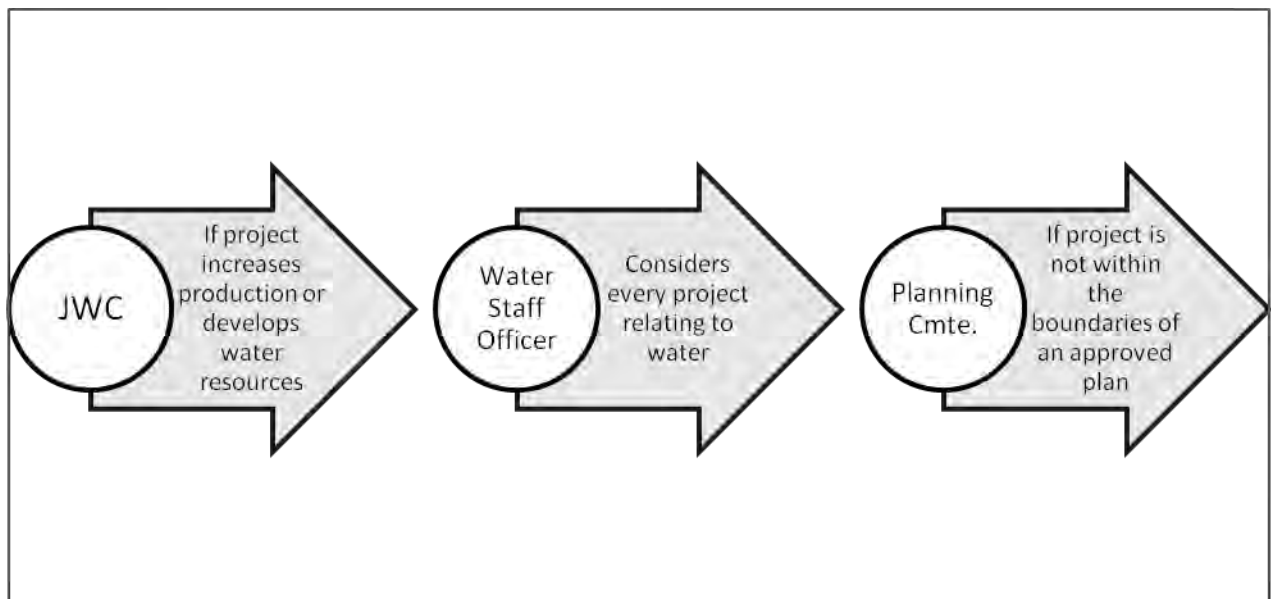 JWC
If project
increases
production or
develops
water
resources
Water
Staff
Officer
Considers
every project
relating to
water
Planning
Cmte.
If project is
not within
the
boundaries of
an approved
plan